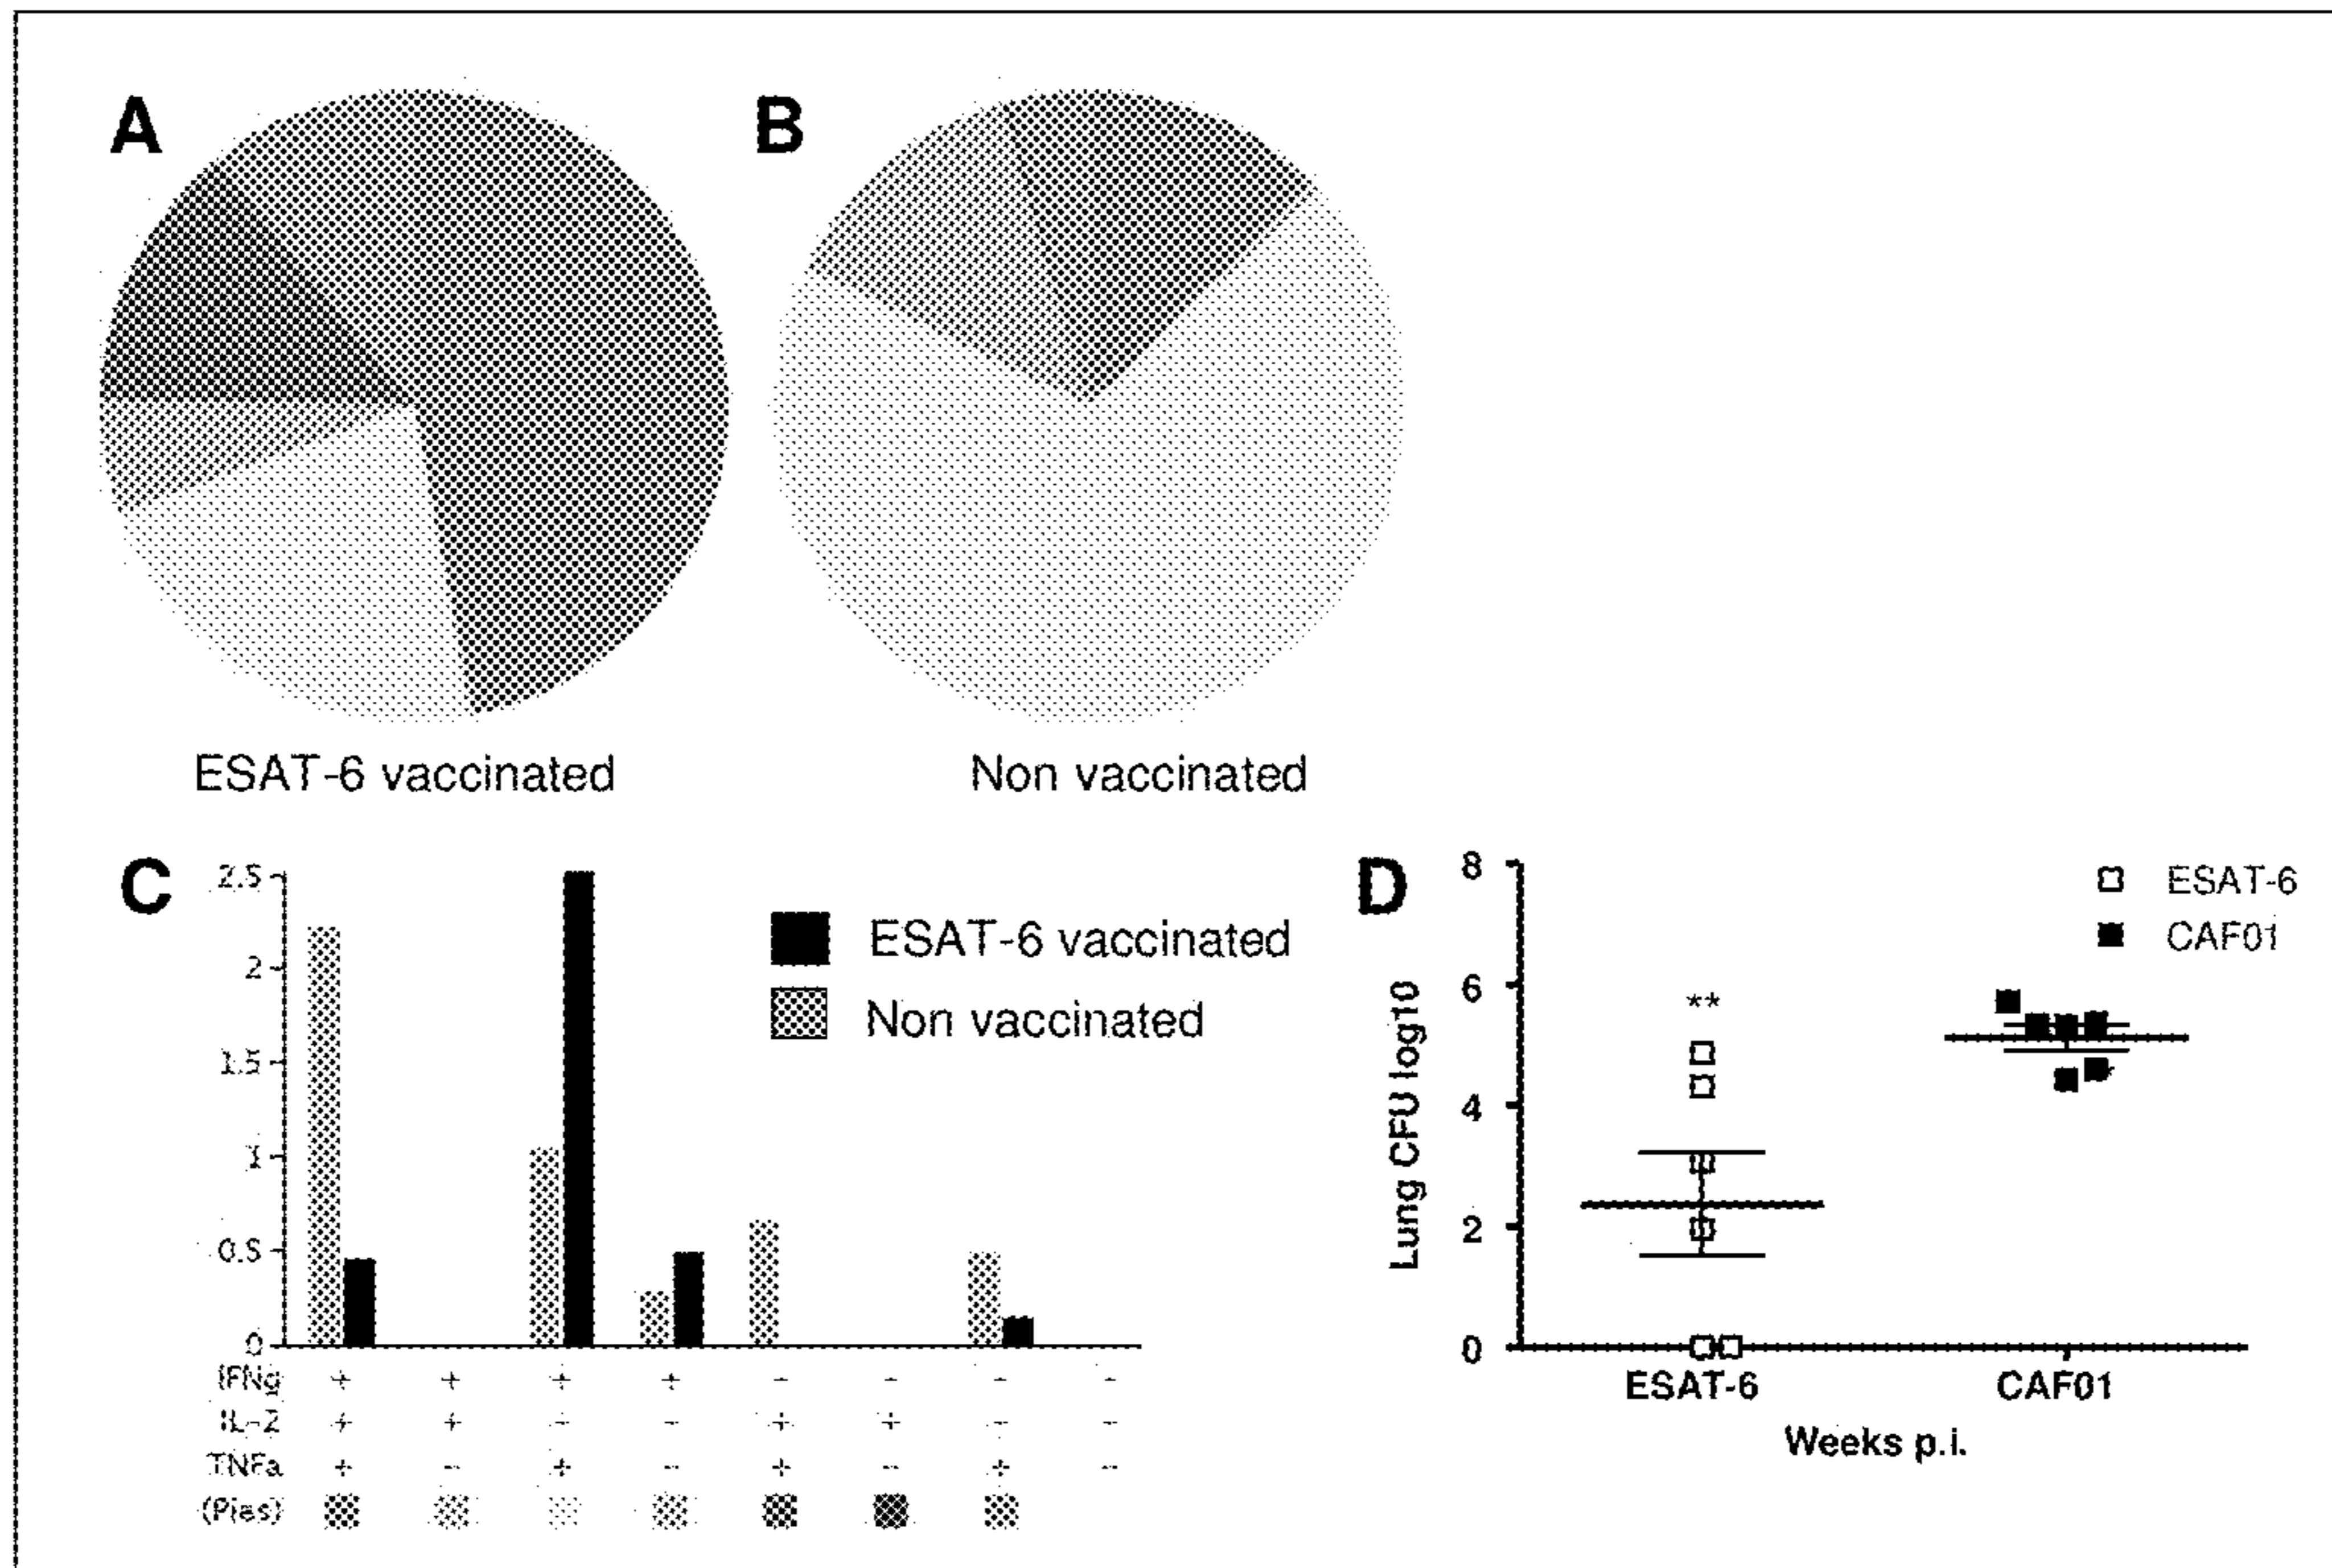 A B
ESAT-6 vaccinated
Non vaccinated
C
2.5
2
1.5
1
0.5
0
ESAT-6 vaccinated
Non vaccinated
IFNg + + + + - - - -
IL-2 + + - - + + - -
TNFa + - + - + - + -
(Pies)
D
8
6
4
2
0
Lung CFU log10
ESAT-6
CAF01
**
ESAT-6 CAF01
Weeks p.i.